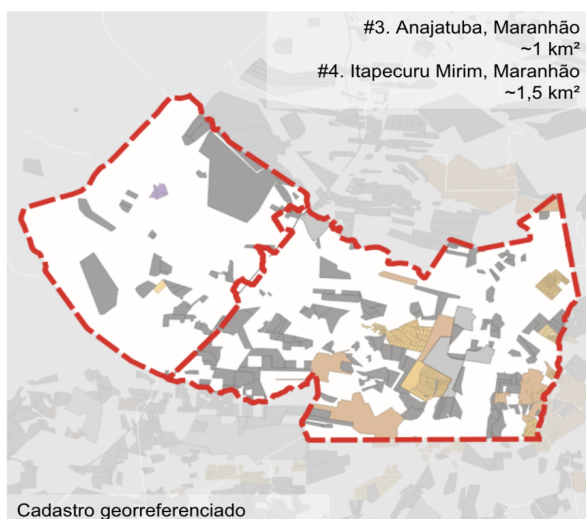 #3. Anajatuba, Maranhão
~1 km²
#4. Itapecuru Mirim, Maranhão
~1,5 km²
Cadastro georreferenciado